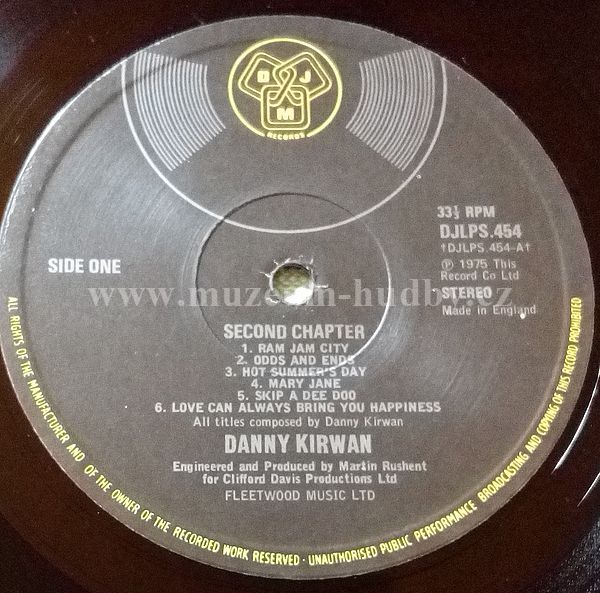 D J
M
RECORDS
33⅓ RPM
DJLPS.454
†DJLPS.454-A†
℗ 1975 This
Record Co Ltd
STEREO
Made in England
SIDE ONE
www.muzeum-hudby.cz
SECOND CHAPTER
1. RAM JAM CITY
2. ODDS AND ENDS
3. HOT SUMMER'S DAY
4. MARY JANE
5. SKIP A DEE DOO
6. LOVE CAN ALWAYS BRING YOU HAPPINESS
All titles composed by Danny Kirwan
DANNY KIRWAN
Engineered and Produced by Martin Rushent
for Clifford Davis Productions Ltd
FLEETWOOD MUSIC LTD
ALL RIGHTS OF THE MANUFACTURER AND OF THE OWNER OF THE RECORDED WORK RESERVED · UNAUTHORISED PUBLIC PERFORMANCE BROADCASTING AND COPYING OF THIS RECORD PROHIBITED